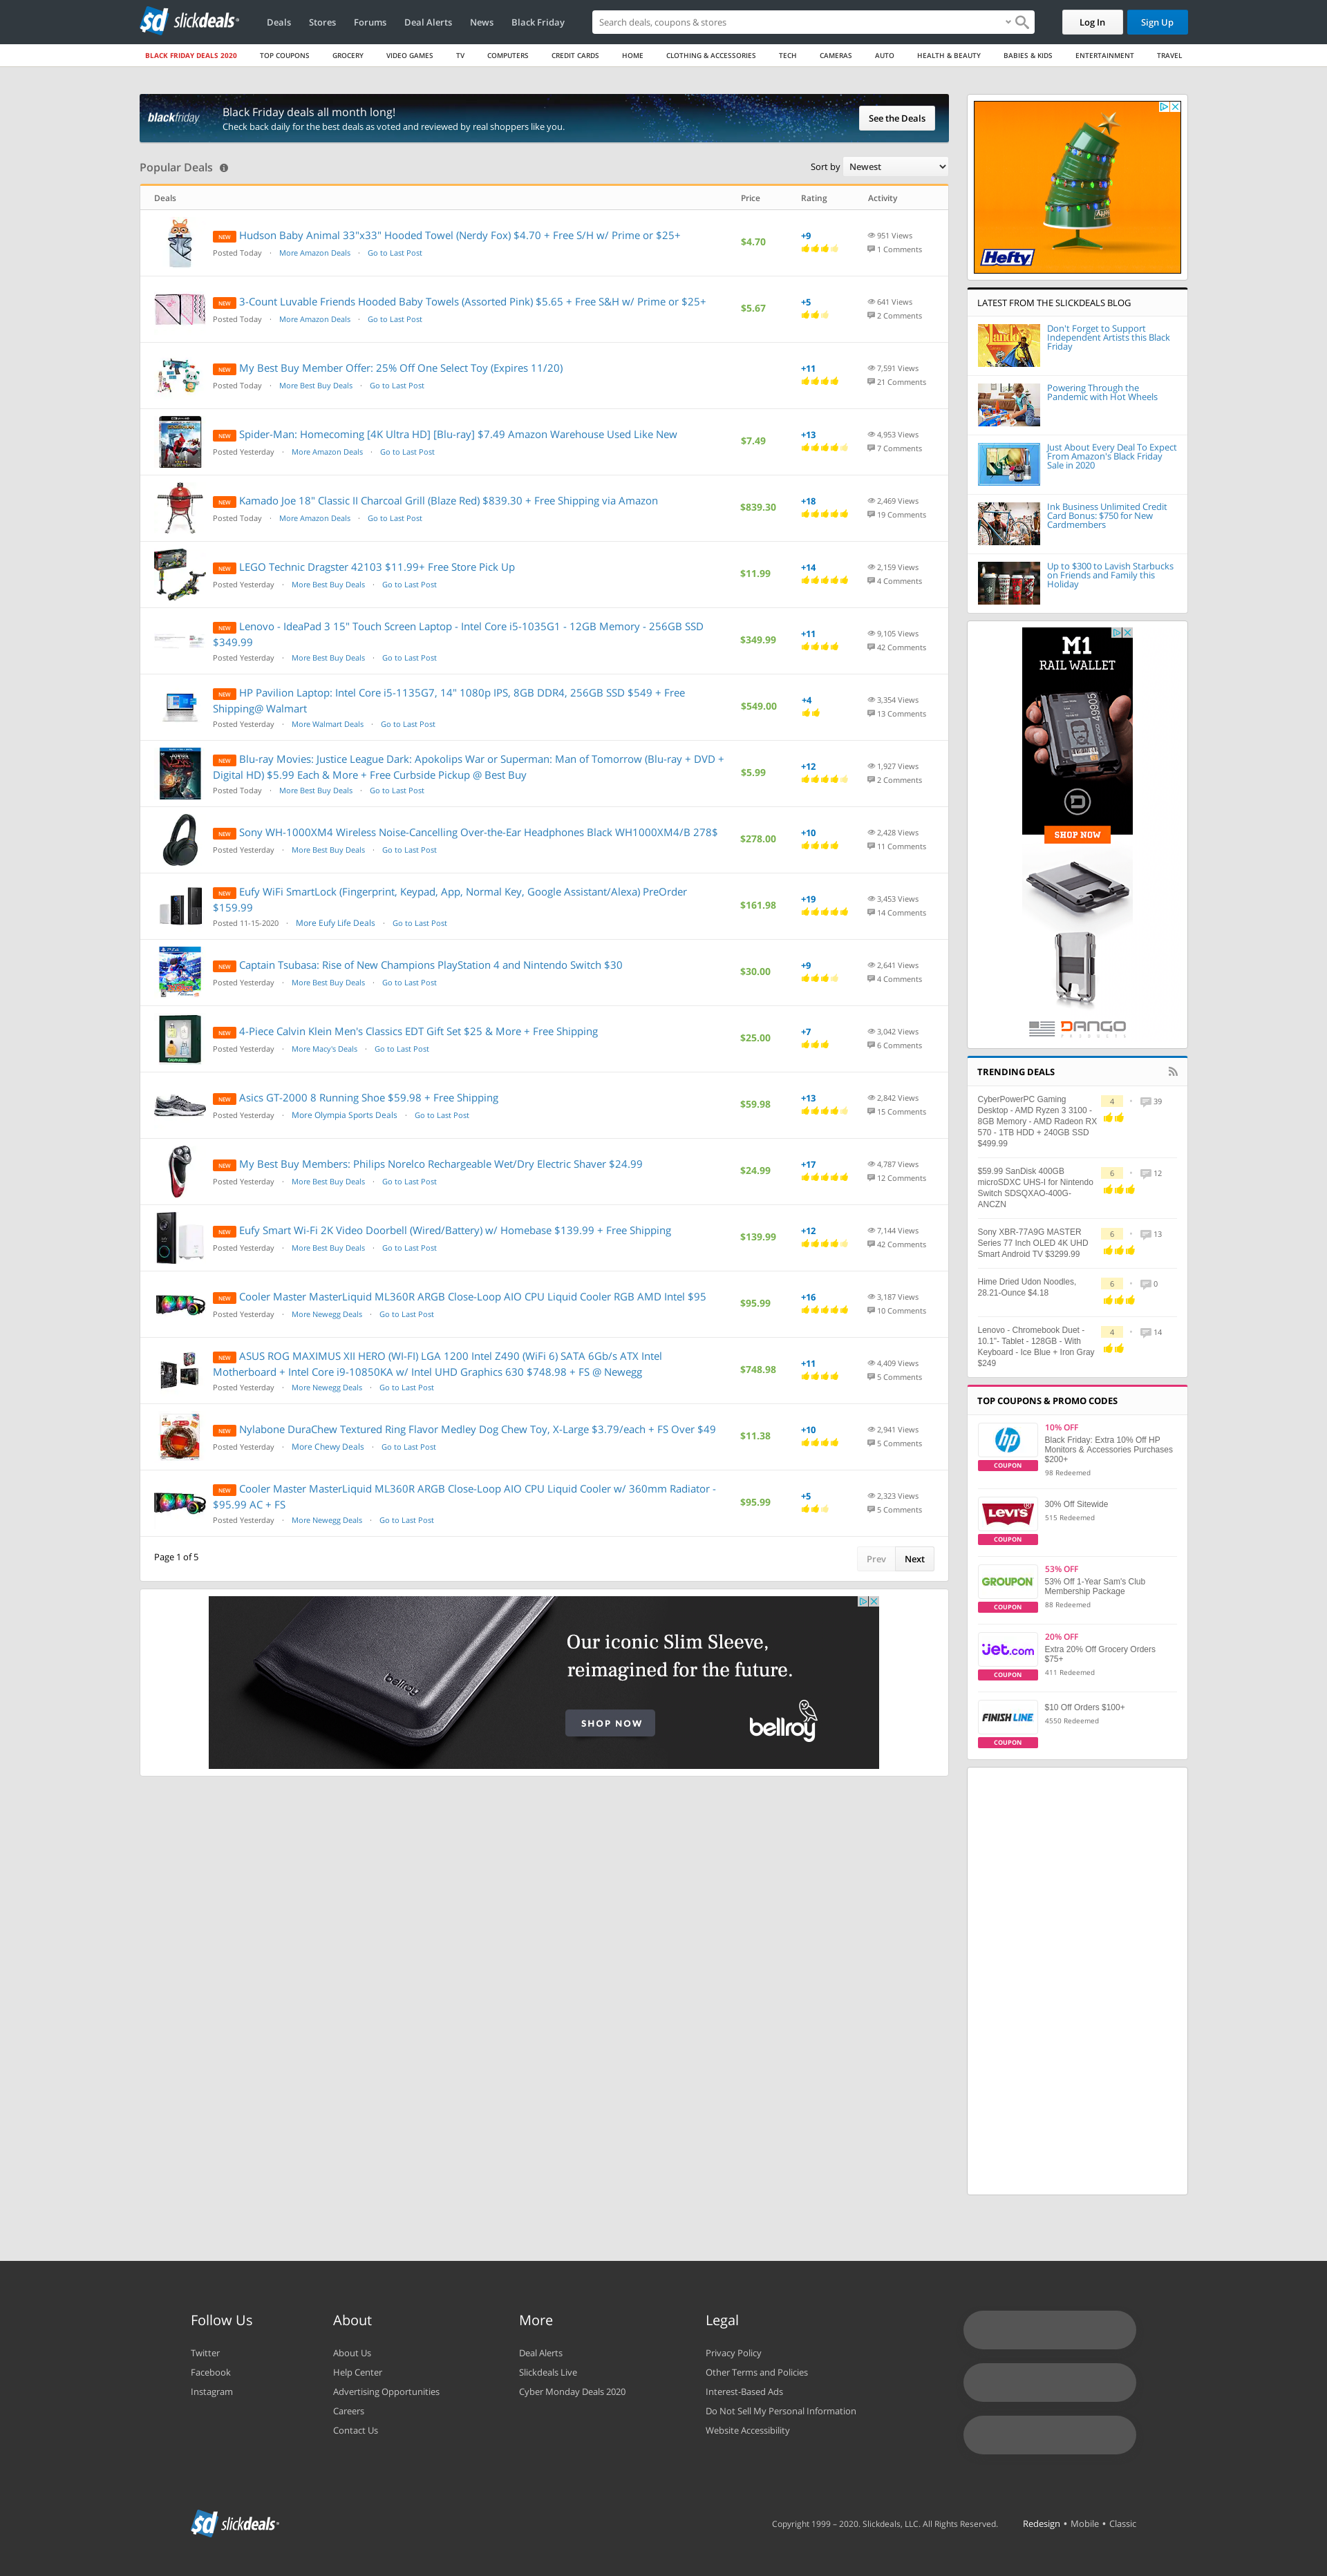 slickdeals
Deals Stores Forums Deal Alerts News Black Friday
Search deals, coupons & stores
Log In Sign Up
BLACK FRIDAY DEALS 2020 TOP COUPONS GROCERY VIDEO GAMES TV COMPUTERS CREDIT CARDS HOME CLOTHING & ACCESSORIES TECH CAMERAS AUTO HEALTH & BEAUTY BABIES & KIDS ENTERTAINMENT TRAVEL
blackfriday
Black Friday deals all month long!
Check back daily for the best deals as voted and reviewed by real shoppers like you.
See the Deals
Popular Deals
Sort by Newest
Deals Price Rating Activity
NEW Hudson Baby Animal 33"x33" Hooded Towel (Nerdy Fox) $4.70 + Free S/H w/ Prime or $25+
Posted Today · More Amazon Deals · Go to Last Post
$4.70
+9
951 Views
1 Comments
NEW 3-Count Luvable Friends Hooded Baby Towels (Assorted Pink) $5.65 + Free S&H w/ Prime or $25+
Posted Today · More Amazon Deals · Go to Last Post
$5.67
+5
641 Views
2 Comments
NEW My Best Buy Member Offer: 25% Off One Select Toy (Expires 11/20)
Posted Today · More Best Buy Deals · Go to Last Post
+11
7,591 Views
21 Comments
NEW Spider-Man: Homecoming [4K Ultra HD] [Blu-ray] $7.49 Amazon Warehouse Used Like New
Posted Yesterday · More Amazon Deals · Go to Last Post
$7.49
+13
4,953 Views
7 Comments
NEW Kamado Joe 18" Classic II Charcoal Grill (Blaze Red) $839.30 + Free Shipping via Amazon
Posted Today · More Amazon Deals · Go to Last Post
$839.30
+18
2,469 Views
19 Comments
NEW LEGO Technic Dragster 42103 $11.99+ Free Store Pick Up
Posted Yesterday · More Best Buy Deals · Go to Last Post
$11.99
+14
2,159 Views
4 Comments
NEW Lenovo - IdeaPad 3 15" Touch Screen Laptop - Intel Core i5-1035G1 - 12GB Memory - 256GB SSD
$349.99
Posted Yesterday · More Best Buy Deals · Go to Last Post
$349.99
+11
9,105 Views
42 Comments
NEW HP Pavilion Laptop: Intel Core i5-1135G7, 14" 1080p IPS, 8GB DDR4, 256GB SSD $549 + Free
Shipping@ Walmart
Posted Yesterday · More Walmart Deals · Go to Last Post
$549.00
+4
3,354 Views
13 Comments
NEW Blu-ray Movies: Justice League Dark: Apokolips War or Superman: Man of Tomorrow (Blu-ray + DVD +
Digital HD) $5.99 Each & More + Free Curbside Pickup @ Best Buy
Posted Today · More Best Buy Deals · Go to Last Post
$5.99
+12
1,927 Views
2 Comments
NEW Sony WH-1000XM4 Wireless Noise-Cancelling Over-the-Ear Headphones Black WH1000XM4/B 278$
Posted Yesterday · More Best Buy Deals · Go to Last Post
$278.00
+10
2,428 Views
11 Comments
NEW Eufy WiFi SmartLock (Fingerprint, Keypad, App, Normal Key, Google Assistant/Alexa) PreOrder
$159.99
Posted 11-15-2020 · More Eufy Life Deals · Go to Last Post
$161.98
+19
3,453 Views
14 Comments
NEW Captain Tsubasa: Rise of New Champions PlayStation 4 and Nintendo Switch $30
Posted Yesterday · More Best Buy Deals · Go to Last Post
$30.00
+9
2,641 Views
4 Comments
NEW 4-Piece Calvin Klein Men's Classics EDT Gift Set $25 & More + Free Shipping
Posted Yesterday · More Macy's Deals · Go to Last Post
$25.00
+7
3,042 Views
6 Comments
NEW Asics GT-2000 8 Running Shoe $59.98 + Free Shipping
Posted Yesterday · More Olympia Sports Deals · Go to Last Post
$59.98
+13
2,842 Views
15 Comments
NEW My Best Buy Members: Philips Norelco Rechargeable Wet/Dry Electric Shaver $24.99
Posted Yesterday · More Best Buy Deals · Go to Last Post
$24.99
+17
4,787 Views
12 Comments
NEW Eufy Smart Wi-Fi 2K Video Doorbell (Wired/Battery) w/ Homebase $139.99 + Free Shipping
Posted Yesterday · More Best Buy Deals · Go to Last Post
$139.99
+12
7,144 Views
42 Comments
NEW Cooler Master MasterLiquid ML360R ARGB Close-Loop AIO CPU Liquid Cooler RGB AMD Intel $95
Posted Yesterday · More Newegg Deals · Go to Last Post
$95.99
+16
3,187 Views
10 Comments
NEW ASUS ROG MAXIMUS XII HERO (WI-FI) LGA 1200 Intel Z490 (WiFi 6) SATA 6Gb/s ATX Intel
Motherboard + Intel Core i9-10850KA w/ Intel UHD Graphics 630 $748.98 + FS @ Newegg
Posted Yesterday · More Newegg Deals · Go to Last Post
$748.98
+11
4,409 Views
5 Comments
NEW Nylabone DuraChew Textured Ring Flavor Medley Dog Chew Toy, X-Large $3.79/each + FS Over $49
Posted Yesterday · More Chewy Deals · Go to Last Post
$11.38
+10
2,941 Views
5 Comments
NEW Cooler Master MasterLiquid ML360R ARGB Close-Loop AIO CPU Liquid Cooler w/ 360mm Radiator -
$95.99 AC + FS
Posted Yesterday · More Newegg Deals · Go to Last Post
$95.99
+5
2,323 Views
5 Comments
Page 1 of 5
Prev Next
bellroy
Our iconic Slim Sleeve,
reimagined for the future.
SHOP NOW
bellroy
Hefty
LATEST FROM THE SLICKDEALS BLOG
Don't Forget to Support
Independent Artists this Black
Friday
Powering Through the
Pandemic with Hot Wheels
Just About Every Deal To Expect
From Amazon's Black Friday
Sale in 2020
Ink Business Unlimited Credit
Card Bonus: $750 for New
Cardmembers
Up to $300 to Lavish Starbucks
on Friends and Family this
Holiday
M1
RAIL WALLET
SHOP NOW
DANGO
TRENDING DEALS
CyberPowerPC Gaming
Desktop - AMD Ryzen 3 3100 -
8GB Memory - AMD Radeon RX
570 - 1TB HDD + 240GB SSD
$499.99
4 · 39
$59.99 SanDisk 400GB
microSDXC UHS-I for Nintendo
Switch SDSQXAO-400G-
ANCZN
6 · 12
Sony XBR-77A9G MASTER
Series 77 Inch OLED 4K UHD
Smart Android TV $3299.99
6 · 13
Hime Dried Udon Noodles,
28.21-Ounce $4.18
6 · 0
Lenovo - Chromebook Duet -
10.1"- Tablet - 128GB - With
Keyboard - Ice Blue + Iron Gray
$249
4 · 14
TOP COUPONS & PROMO CODES
hp
COUPON
10% OFF
Black Friday: Extra 10% Off HP
Monitors & Accessories Purchases
$200+
98 Redeemed
LEVI'S
COUPON
30% Off Sitewide
515 Redeemed
GROUPON
COUPON
53% OFF
53% Off 1-Year Sam's Club
Membership Package
88 Redeemed
jet.com
COUPON
20% OFF
Extra 20% Off Grocery Orders
$75+
411 Redeemed
FINISH LINE
COUPON
$10 Off Orders $100+
4550 Redeemed
Follow Us
Twitter
Facebook
Instagram
About
About Us
Help Center
Advertising Opportunities
Careers
Contact Us
More
Deal Alerts
Slickdeals Live
Cyber Monday Deals 2020
Legal
Privacy Policy
Other Terms and Policies
Interest-Based Ads
Do Not Sell My Personal Information
Website Accessibility
slickdeals
Copyright 1999 – 2020. Slickdeals, LLC. All Rights Reserved.
Redesign • Mobile • Classic